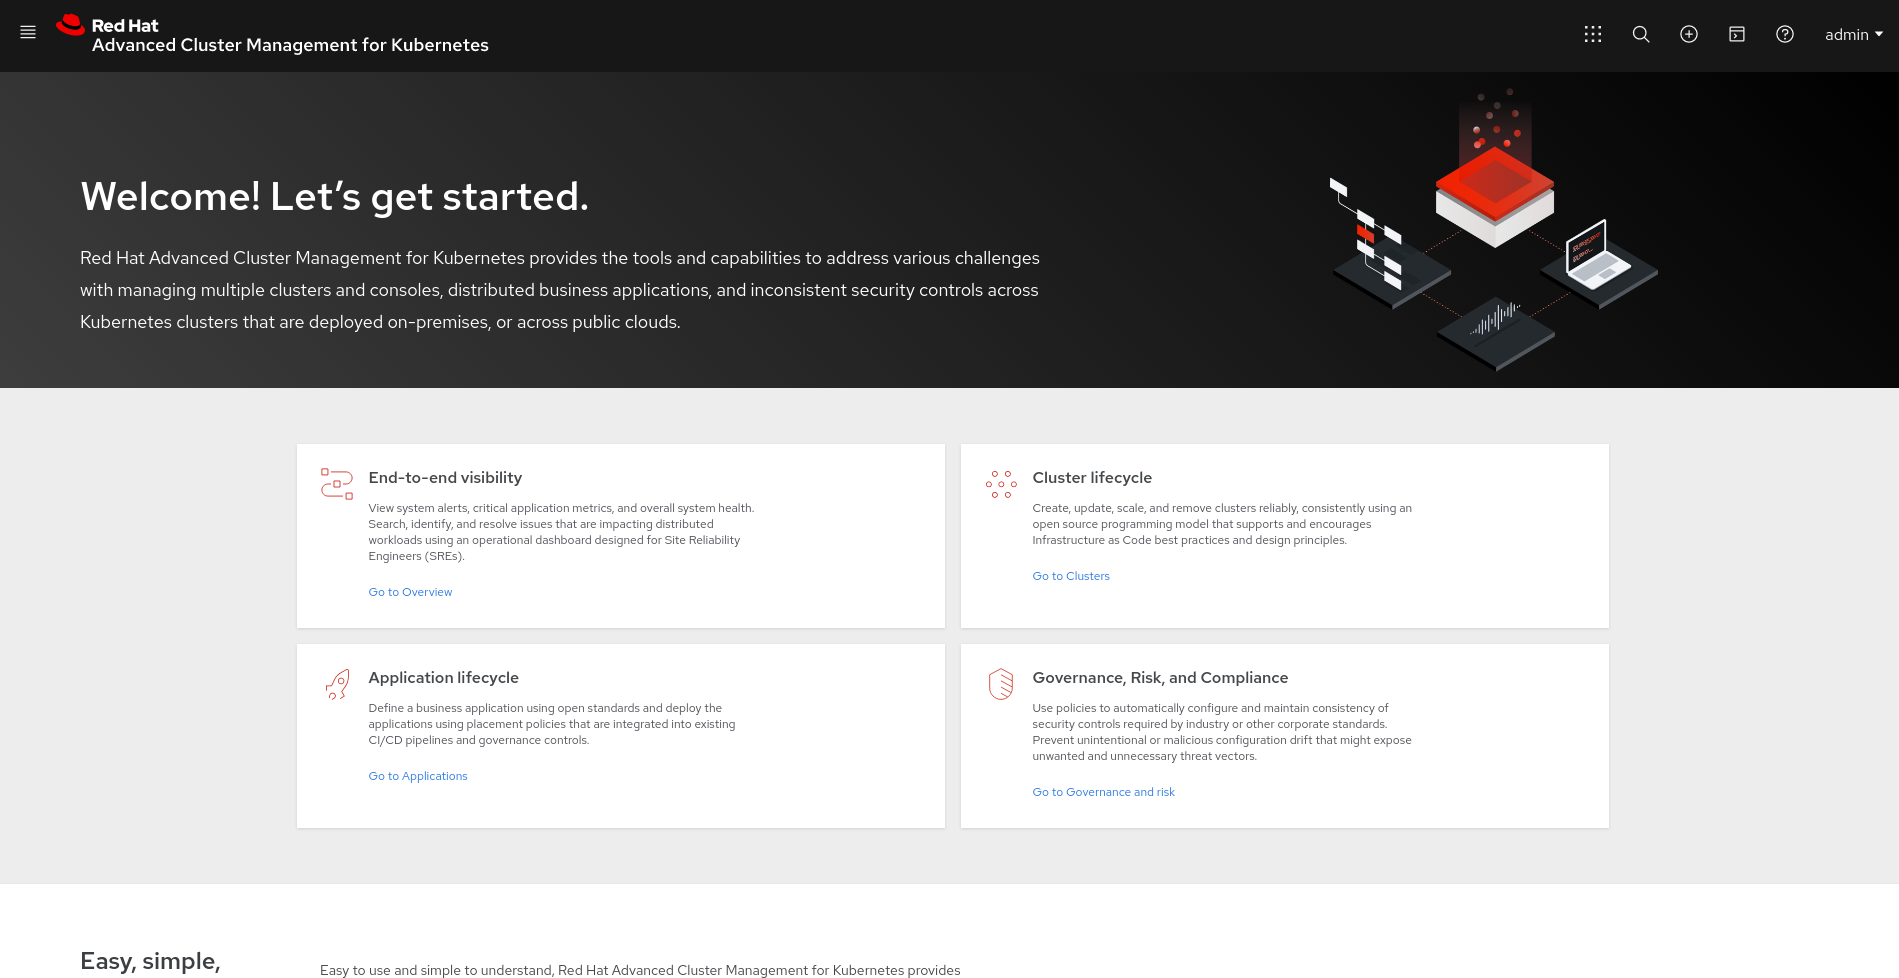 Red Hat
Advanced Cluster Management for Kubernetes
admin
Welcome! Let’s get started.
Red Hat Advanced Cluster Management for Kubernetes provides the tools and capabilities to address various challenges
with managing multiple clusters and consoles, distributed business applications, and inconsistent security controls across
Kubernetes clusters that are deployed on-premises, or across public clouds.
End-to-end visibility
View system alerts, critical application metrics, and overall system health.
Search, identify, and resolve issues that are impacting distributed
workloads using an operational dashboard designed for Site Reliability
Engineers (SREs).
Go to Overview
Cluster lifecycle
Create, update, scale, and remove clusters reliably, consistently using an
open source programming model that supports and encourages
Infrastructure as Code best practices and design principles.
Go to Clusters
Application lifecycle
Define a business application using open standards and deploy the
applications using placement policies that are integrated into existing
CI/CD pipelines and governance controls.
Go to Applications
Governance, Risk, and Compliance
Use policies to automatically configure and maintain consistency of
security controls required by industry or other corporate standards.
Prevent unintentional or malicious configuration drift that might expose
unwanted and unnecessary threat vectors.
Go to Governance and risk
Easy, simple,
Easy to use and simple to understand, Red Hat Advanced Cluster Management for Kubernetes provides